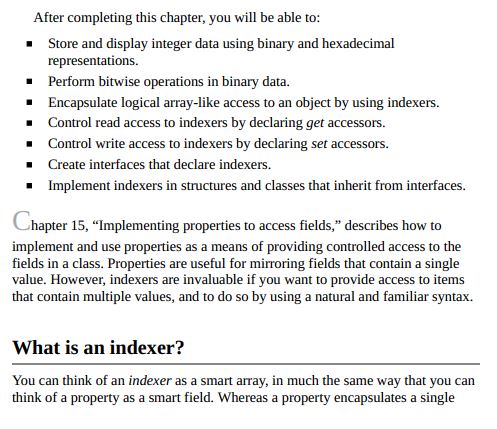 After completing this chapter, you will be able to:
▪ Store and display integer data using binary and hexadecimal
representations.
▪ Perform bitwise operations in binary data.
▪ Encapsulate logical array-like access to an object by using indexers.
▪ Control read access to indexers by declaring get accessors.
▪ Control write access to indexers by declaring set accessors.
▪ Create interfaces that declare indexers.
▪ Implement indexers in structures and classes that inherit from interfaces.
Chapter 15, “Implementing properties to access fields,” describes how to
implement and use properties as a means of providing controlled access to the
fields in a class. Properties are useful for mirroring fields that contain a single
value. However, indexers are invaluable if you want to provide access to items
that contain multiple values, and to do so by using a natural and familiar syntax.
What is an indexer?
You can think of an indexer as a smart array, in much the same way that you can
think of a property as a smart field. Whereas a property encapsulates a single